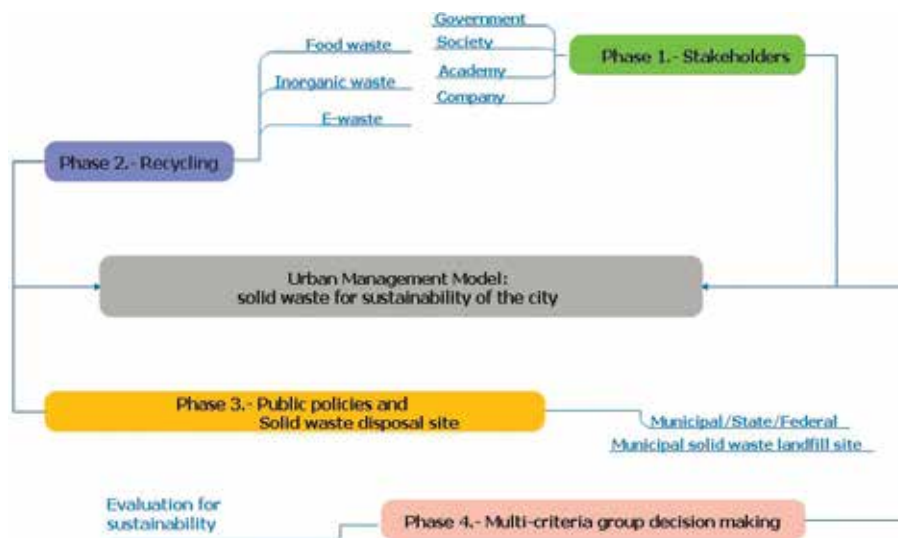 Government
Food waste
Society
Phase 1.- Stakeholders
Inorganic waste
Academy
Company
E-waste
Phase 2.- Recycling
Urban Management Model:
solid waste for sustainability of the city
Phase 3.- Public policies and
Solid waste disposal site
Municipal/State/Federal
Municipal solid waste landfill site
Evaluation for
sustainability
Phase 4.- Multi-criteria group decision making